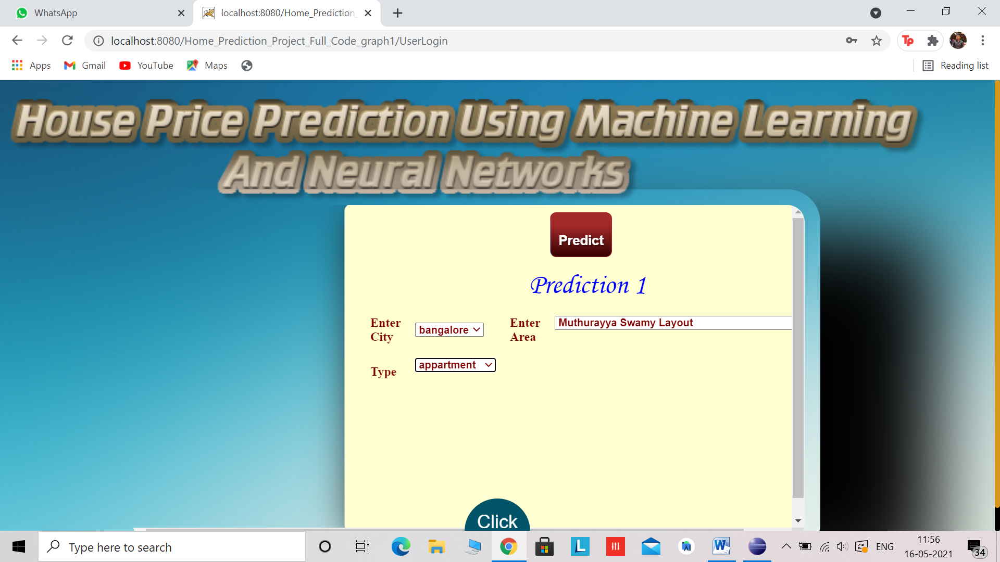 WhatsApp
localhost:8080/Home_Prediction_
localhost:8080/Home_Prediction_Project_Full_Code_graph1/UserLogin
Tp
Apps Gmail YouTube Maps Reading list
House Price Prediction Using Machine Learning
And Neural Networks
Predict
Prediction 1
Enter City bangalore Enter Area Muthurayya Swamy Layout
Type appartment
Click
Type here to search
L
W
ENG
11:56
16-05-2021
34